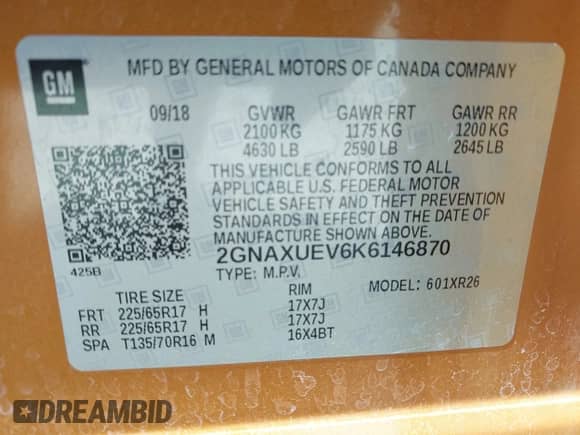 GM
MFD BY GENERAL MOTORS OF CANADA COMPANY
09/18 GVWR GAWR FRT GAWR RR
2100 KG 1175 KG 1200 KG
4630 LB 2590 LB 2645 LB
THIS VEHICLE CONFORMS TO ALL
APPLICABLE U.S. FEDERAL MOTOR
VEHICLE SAFETY AND THEFT PREVENTION
STANDARDS IN EFFECT ON THE DATE OF
MANUFACTURE SHOWN ABOVE.
425B
2GNAXUEV6K6146870
TYPE: M.P.V. MODEL: 601XR26
TIRE SIZE RIM
FRT 225/65R17 H 17X7J
RR 225/65R17 H 17X7J
SPA T135/70R16 M 16X4BT
DREAMBID